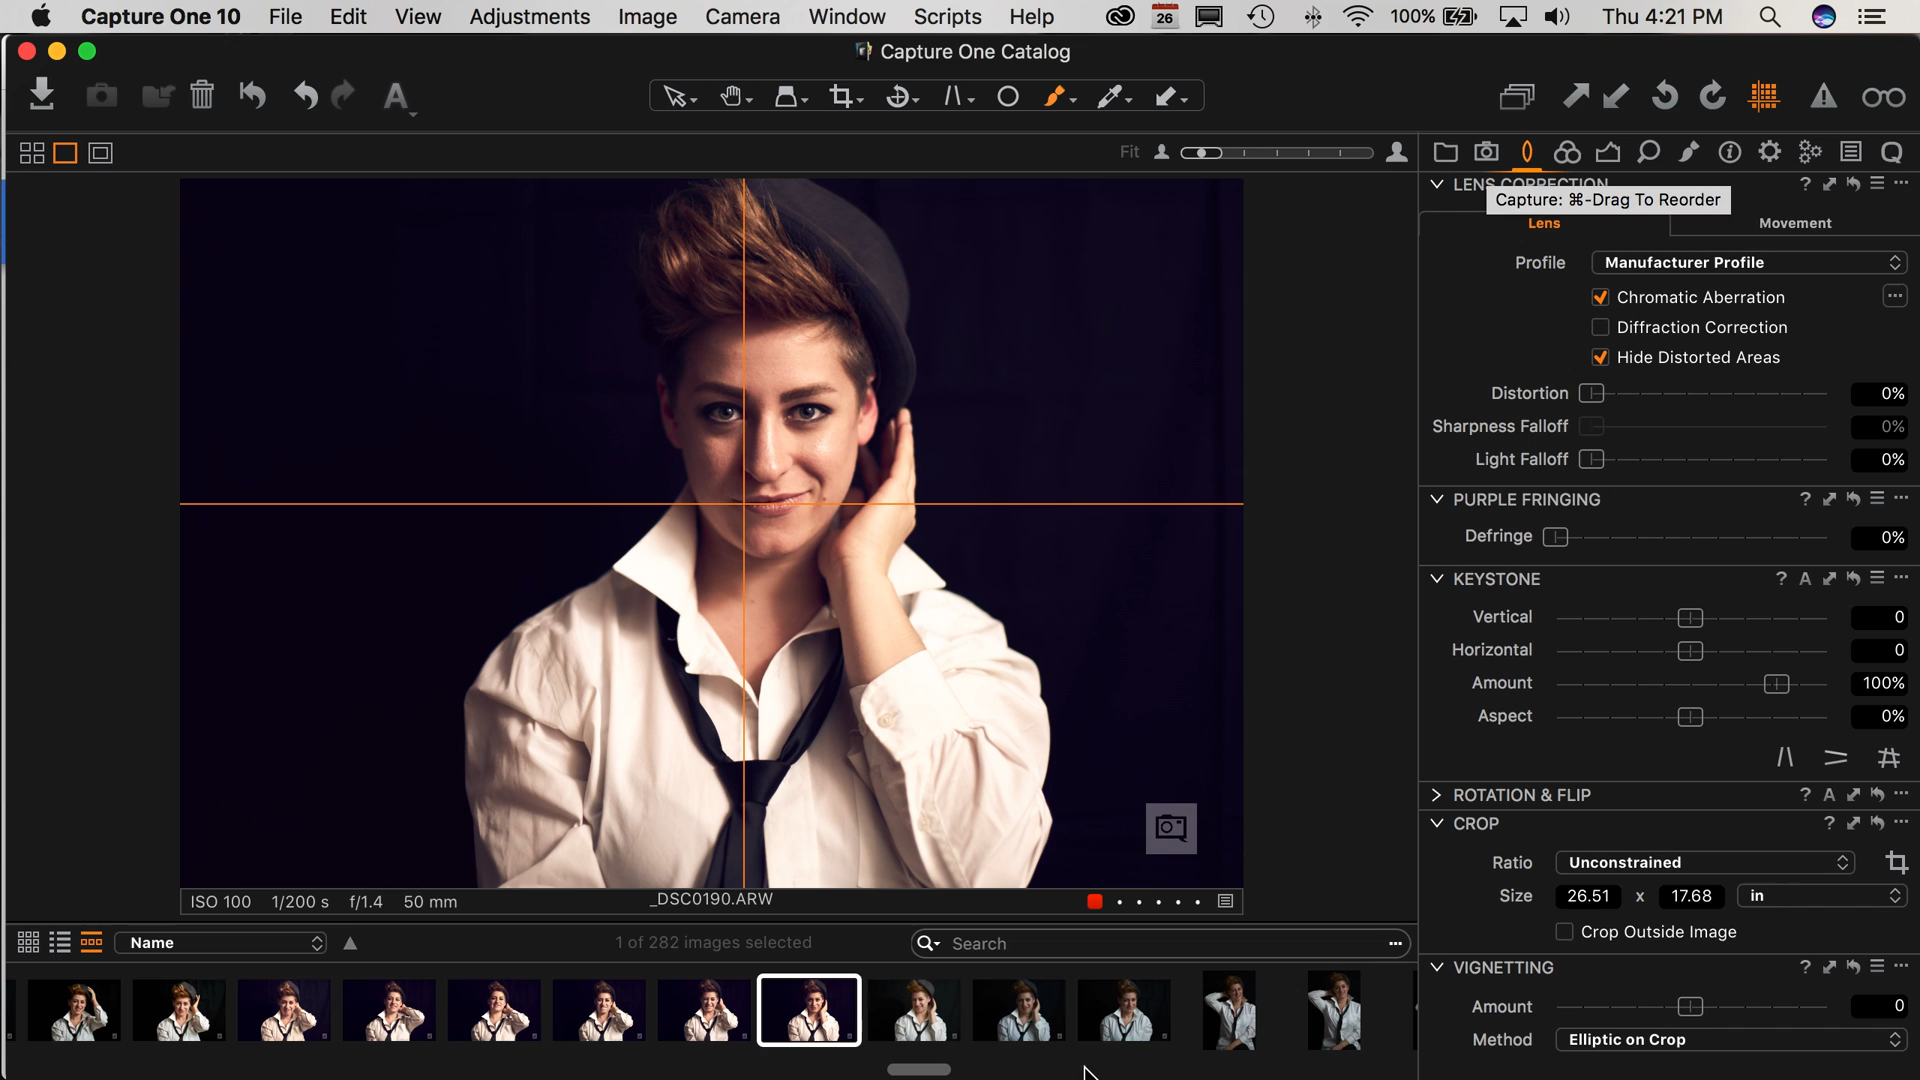 Capture One 10 File Edit View Adjustments Image Camera Window Scripts Help 26 100% Thu 4:21 PM
Capture One Catalog
A
Fit
LENS CORRECTION ?
Capture: ⌘-Drag To Reorder
Lens Movement
Profile Manufacturer Profile
Chromatic Aberration
Diffraction Correction
Hide Distorted Areas
Distortion 0%
Sharpness Falloff 0%
Light Falloff 0%
PURPLE FRINGING ?
Defringe 0%
KEYSTONE ? A
Vertical 0
Horizontal 0
Amount 100%
Aspect 0%
ROTATION & FLIP ? A
CROP ?
Ratio Unconstrained
Size 26.51 x 17.68 in
Crop Outside Image
VIGNETTING ?
Amount 0
Method Elliptic on Crop
ISO 100 1/200 s f/1.4 50 mm _DSC0190.ARW
Name 1 of 282 images selected Search